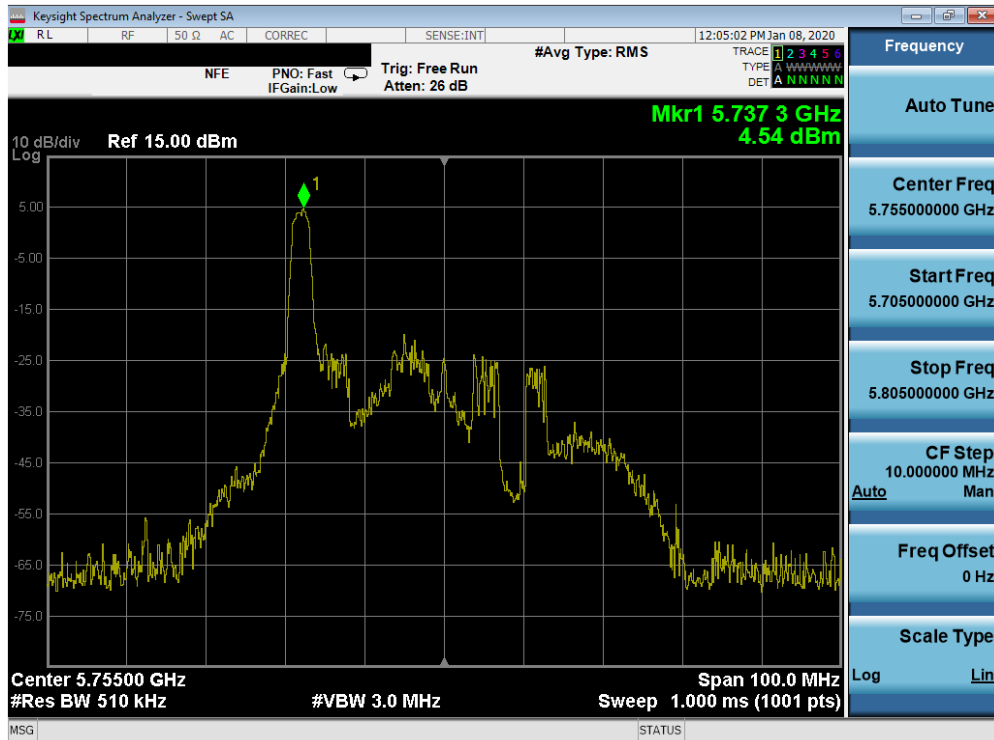 Keysight Spectrum Analyzer - Swept SA
LXI RL RF 50 Ω AC CORREC SENSE:INT 12:05:02 PM Jan 08, 2020
#Avg Type: RMS TRACE 1 2 3 4 5 6
NFE PNO: Fast Trig: Free Run TYPE A WWWWW
IFGain:Low Atten: 26 dB DET A N N N N N
Mkr1 5.737 3 GHz
4.54 dBm
10 dB/div Ref 15.00 dBm
Log
1
5.00
-5.00
-15.0
-25.0
-35.0
-45.0
-55.0
-65.0
-75.0
Center 5.75500 GHz Span 100.0 MHz
#Res BW 510 kHz #VBW 3.0 MHz Sweep 1.000 ms (1001 pts)
MSG STATUS
Frequency
Auto Tune
Center Freq
5.755000000 GHz
Start Freq
5.705000000 GHz
Stop Freq
5.805000000 GHz
CF Step
10.000000 MHz
Auto Man
Freq Offset
0 Hz
Scale Type
Log Lin